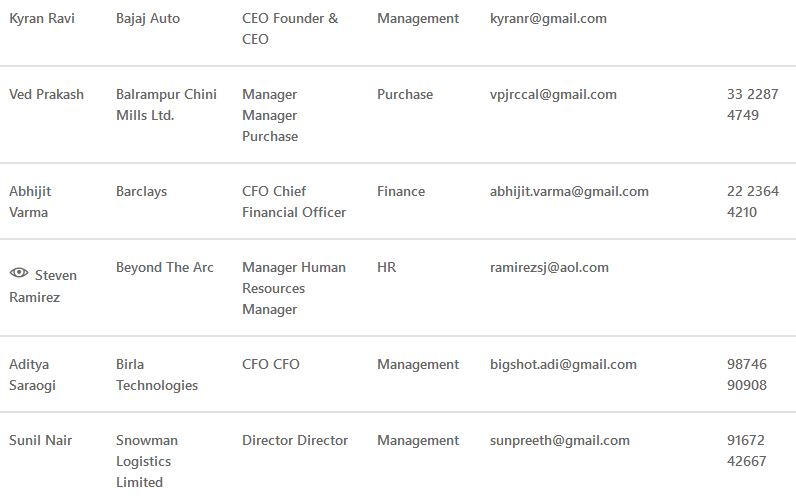 Kyran Ravi Bajaj Auto CEO Founder & Management kyranr@gmail.com
CEO
Ved Prakash Balrampur Chini Manager Purchase vpjrccal@gmail.com 33 2287
Mills Ltd. Manager 4749
Purchase
Abhijit Barclays CFO Chief Finance abhijit.varma@gmail.com 22 2364
Varma Financial Officer 4210
Steven Beyond The Arc Manager Human HR ramirezsj@aol.com
Ramirez Resources
Manager
Aditya Birla CFO CFO Management bigshot.adi@gmail.com 98746
Saraogi Technologies 90908
Sunil Nair Snowman Director Director Management sunpreeth@gmail.com 91672
Logistics 42667
Limited